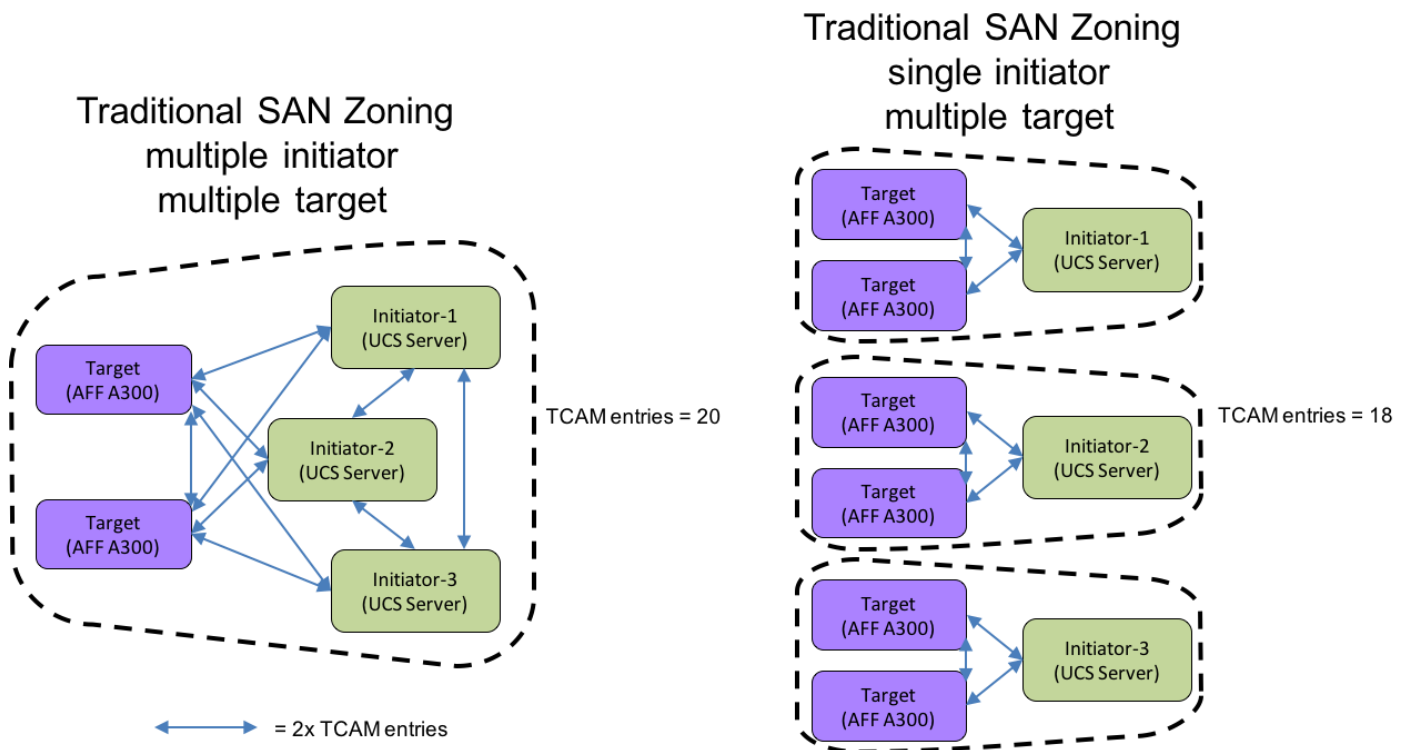 Traditional SAN Zoning
multiple initiator
multiple target
Target
(AFF A300)
Target
(AFF A300)
Initiator-1
(UCS Server)
Initiator-2
(UCS Server)
Initiator-3
(UCS Server)
TCAM entries = 20
= 2x TCAM entries
Traditional SAN Zoning
single initiator
multiple target
Target
(AFF A300)
Target
(AFF A300)
Initiator-1
(UCS Server)
Target
(AFF A300)
Target
(AFF A300)
Initiator-2
(UCS Server)
TCAM entries = 18
Target
(AFF A300)
Target
(AFF A300)
Initiator-3
(UCS Server)